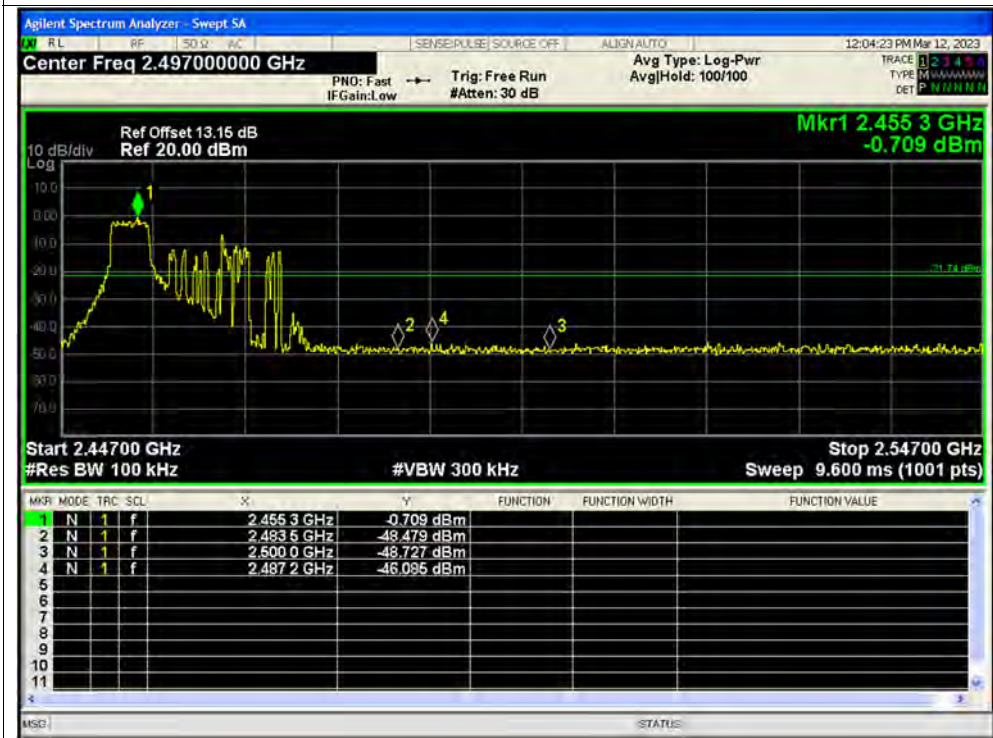 Agilent Spectrum Analyzer - Swept SA
RL RF 50 Ω AC SENSE:PULSE SOURCE OFF ALIGN AUTO 12:04:23 PM Mar 12, 2023
Center Freq 2.497000000 GHz
PNO: Fast
IFGain:Low
Trig: Free Run
#Atten: 30 dB
Avg Type: Log-Pwr
Avg|Hold: 100/100
TRACE 1 2 3 4 5 6
TYPE M WWWWW
DET P N N N N N
Mkr1 2.455 3 GHz
-0.709 dBm
Ref Offset 13.15 dB
10 dB/div Ref 20.00 dBm
Log
10.0
0.00
-10.0
-20.0
-30.0
-40.0
-50.0
-60.0
-70.0
1
2
4
3
-21.74 dBm
Start 2.44700 GHz Stop 2.54700 GHz
#Res BW 100 kHz #VBW 300 kHz Sweep 9.600 ms (1001 pts)
MKR MODE TRC SCL X Y FUNCTION FUNCTION WIDTH FUNCTION VALUE
1 N 1 f 2.455 3 GHz -0.709 dBm
2 N 1 f 2.483 5 GHz -48.479 dBm
3 N 1 f 2.500 0 GHz -48.727 dBm
4 N 1 f 2.487 2 GHz -46.095 dBm
5
6
7
8
9
10
11
MSG STATUS